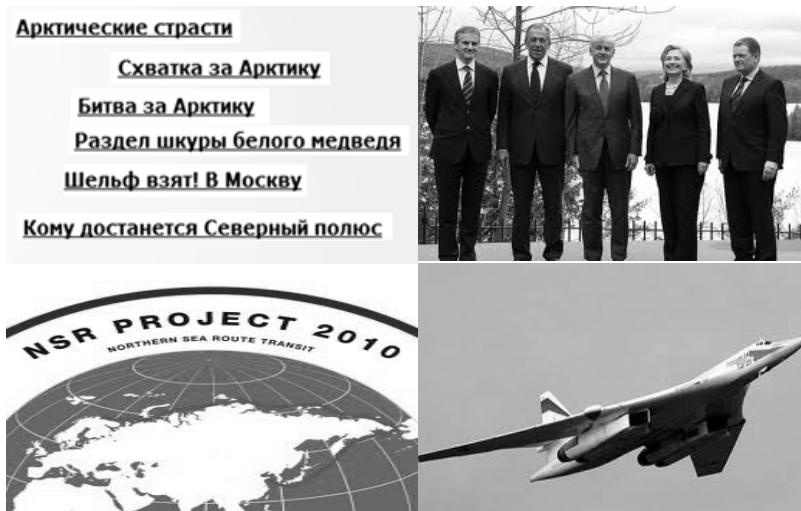 Арктические страсти
Схватка за Арктику
Битва за Арктику
Раздел шкуры белого медведя
Шельф взят! В Москву
Кому достанется Северный полюс
NSR PROJECT 2010
NORTHERN SEA ROUTE TRANSIT